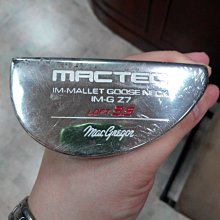 MACTEC
IM-MALLET GOOSE NECK
IM-G Z7
LOFT 3.5
MacGregor